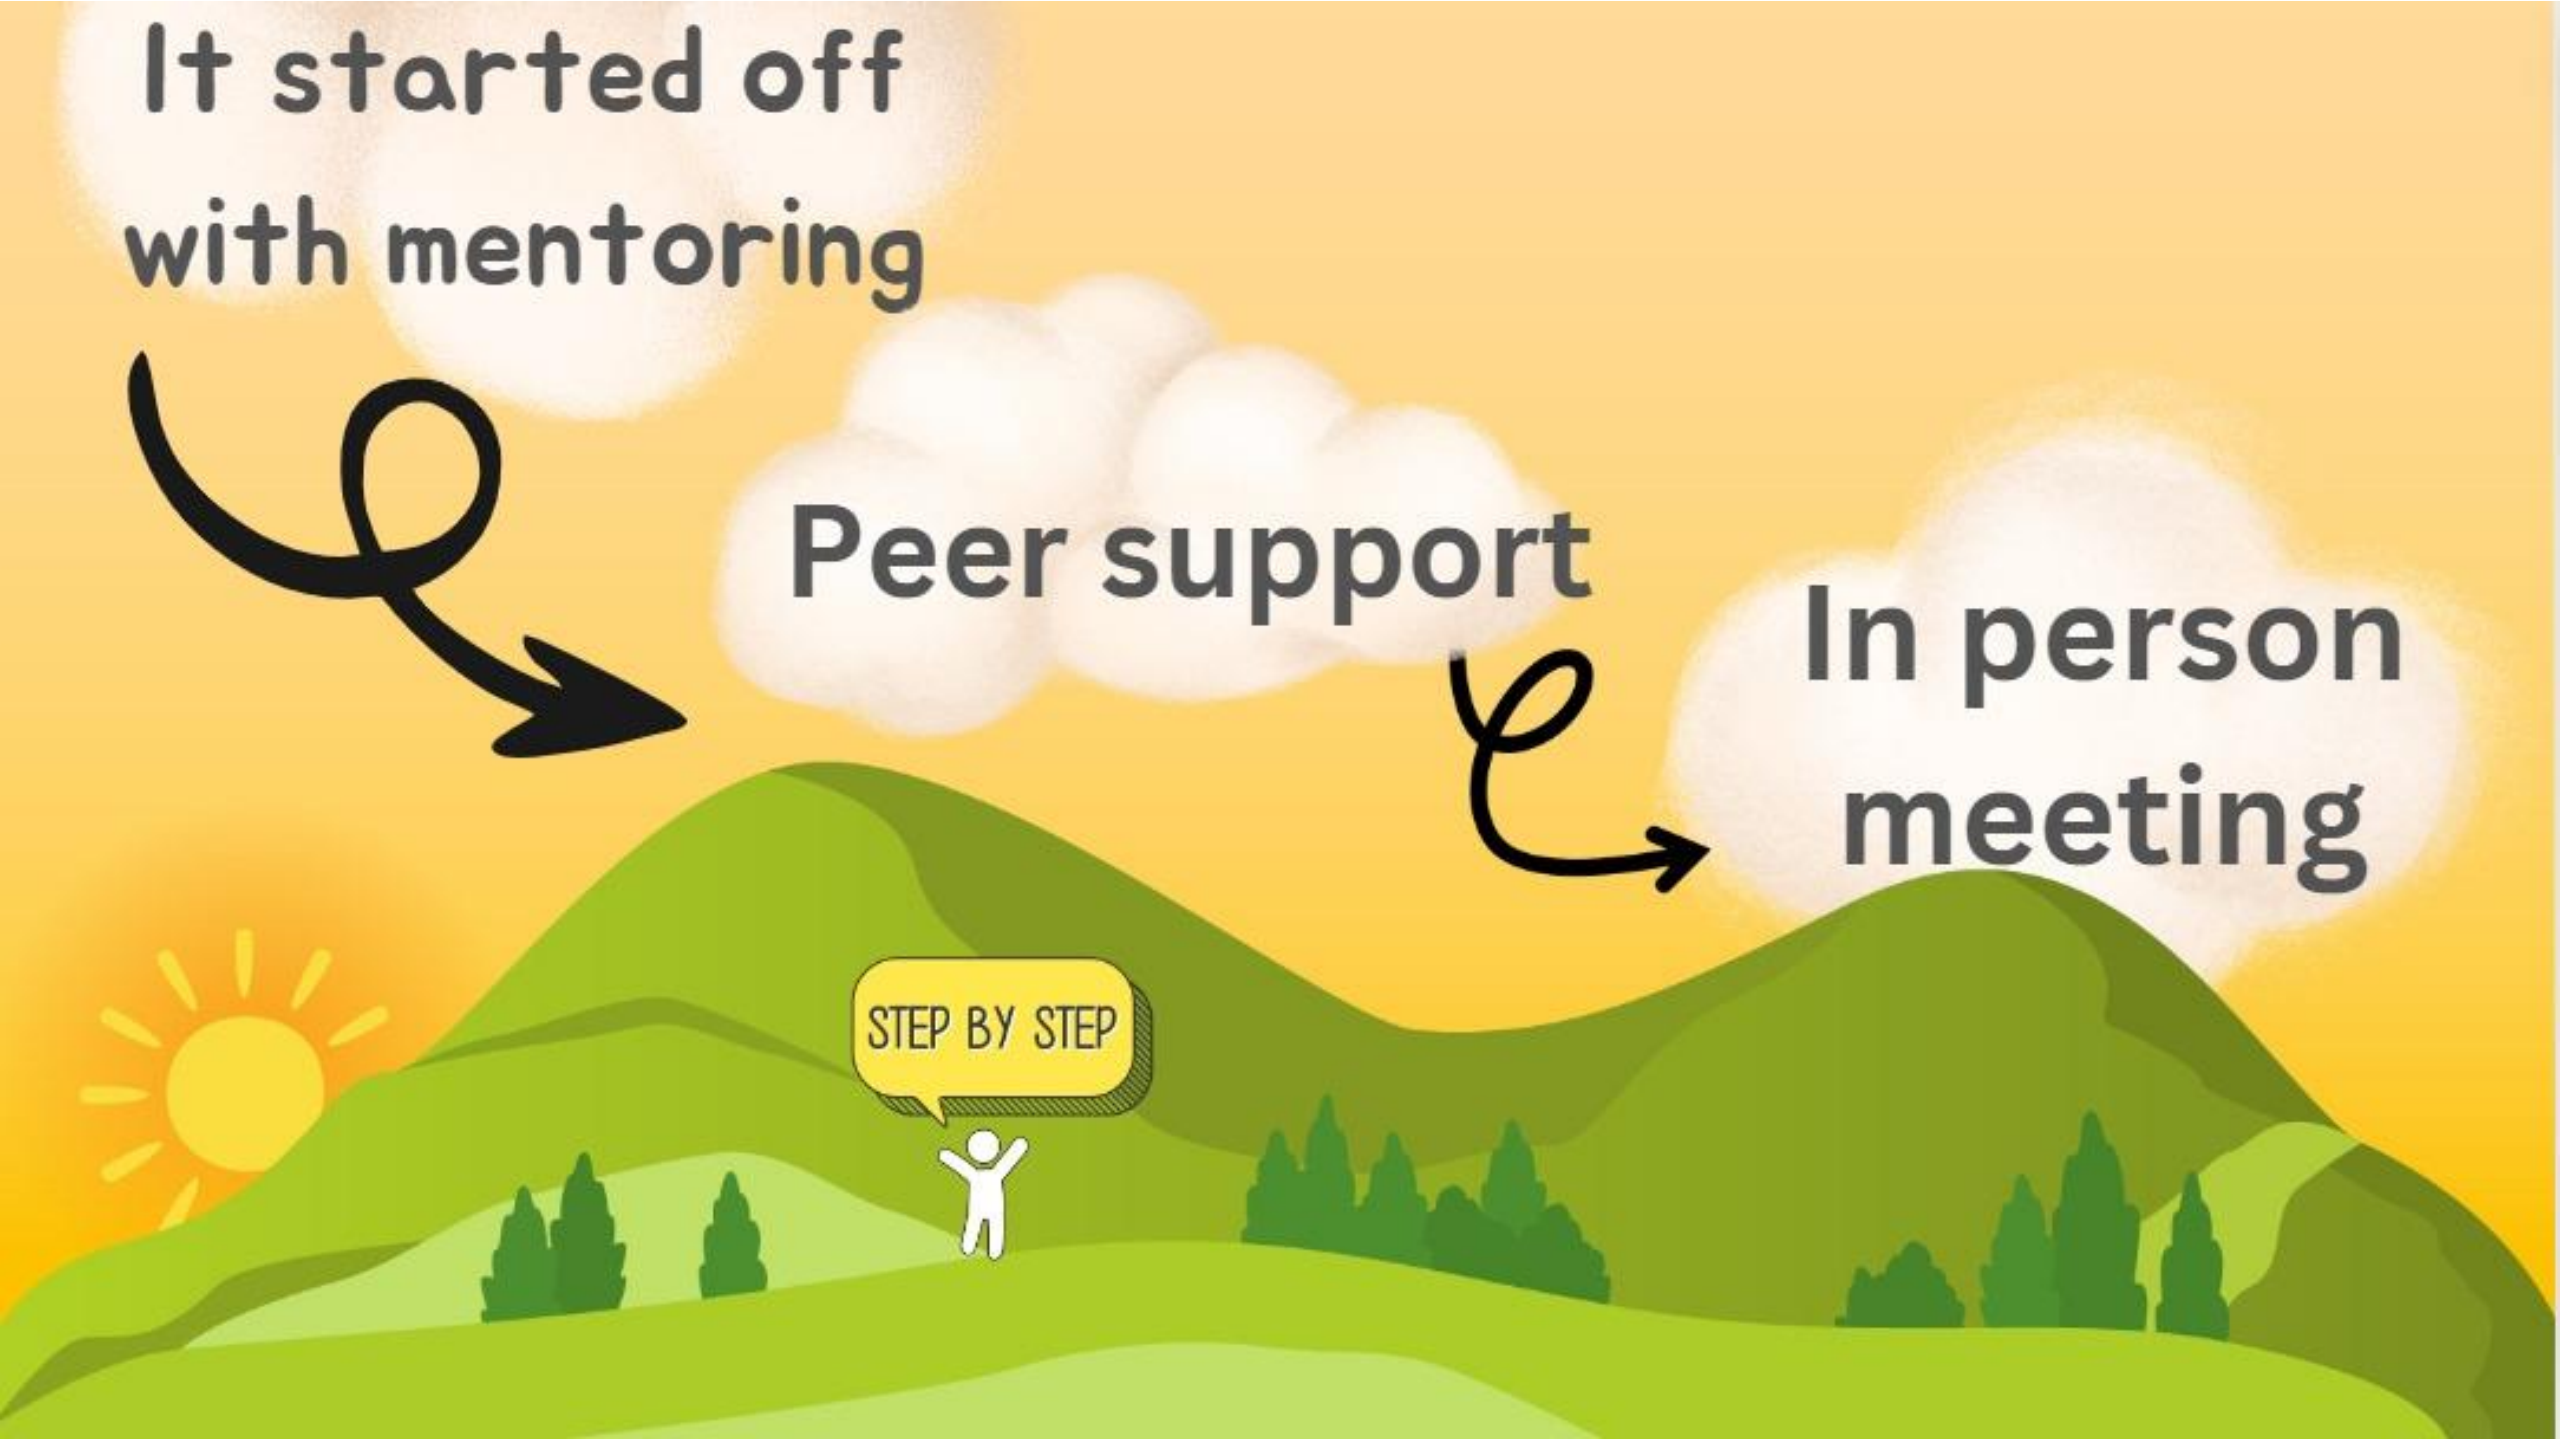 It started off
with mentoring
Peer support
In person
meeting
STEP BY STEP